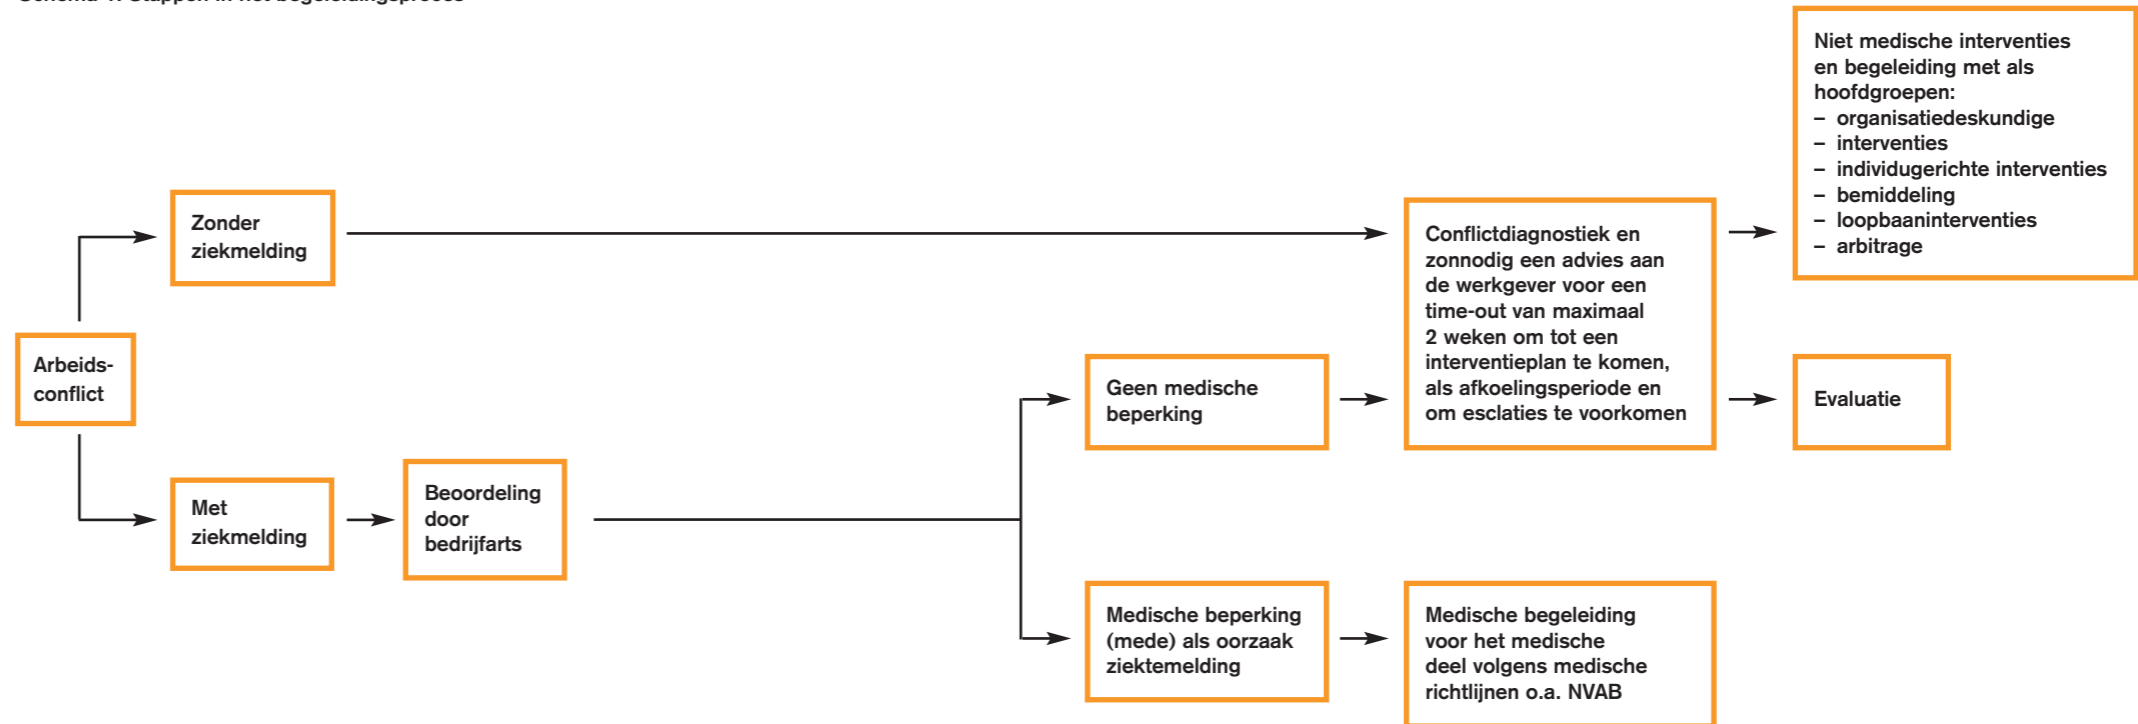 Niet medische interventies
en begeleiding met als
hoofdgroepen:
– organisatiedeskundige
– interventies
– individugerichte interventies
– bemiddeling
– loopbaaninterventies
– arbitrage
Zonder
ziekmelding
Conflictdiagnostiek en
zonnodig een advies aan
de werkgever voor een
time-out van maximaal
2 weken om tot een
interventieplan te komen,
als afkoelingsperiode en
om esclaties te voorkomen
Arbeids-
conflict
Geen medische
beperking
Evaluatie
Met
ziekmelding
Beoordeling
door
bedrijfarts
Medische beperking
(mede) als oorzaak
ziektemelding
Medische begeleiding
voor het medische
deel volgens medische
richtlijnen o.a. NVAB